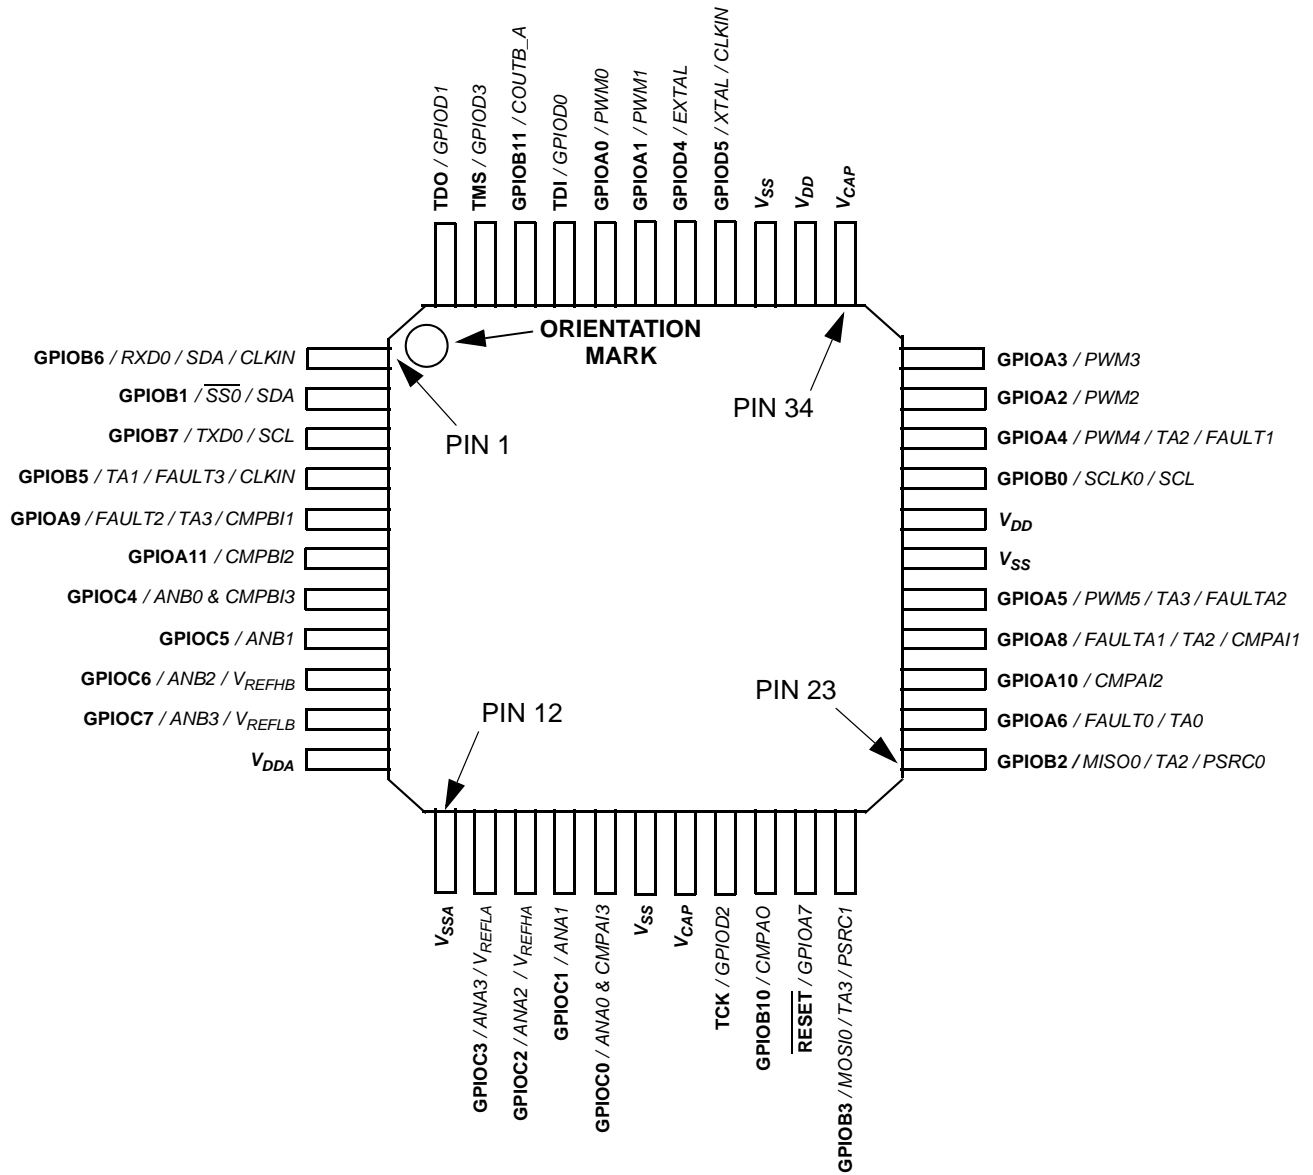 TDO / GPIOD1
TMS / GPIOD3
GPIOB11 / COUTB_A
TDI / GPIOD0
GPIOA0 / PWM0
GPIOA1 / PWM1
GPIOD4 / EXTAL
GPIOD5 / XTAL / CLKIN
VSS
VDD
VCAP
ORIENTATION
MARK
GPIOB6 / RXD0 / SDA / CLKIN
GPIOB1 / SS0 / SDA
GPIOB7 / TXD0 / SCL
GPIOB5 / TA1 / FAULT3 / CLKIN
GPIOA9 / FAULT2 / TA3 / CMPBI1
GPIOA11 / CMPBI2
GPIOC4 / ANB0 & CMPBI3
GPIOC5 / ANB1
GPIOC6 / ANB2 / VREFHB
GPIOC7 / ANB3 / VREFLB
VDDA
PIN 1
PIN 34
PIN 12
PIN 23
GPIOA3 / PWM3
GPIOA2 / PWM2
GPIOA4 / PWM4 / TA2 / FAULT1
GPIOB0 / SCLK0 / SCL
VDD
VSS
GPIOA5 / PWM5 / TA3 / FAULTA2
GPIOA8 / FAULTA1 / TA2 / CMPAI1
GPIOA10 / CMPAI2
GPIOA6 / FAULT0 / TA0
GPIOB2 / MISO0 / TA2 / PSRC0
VSSA
GPIOC3 / ANA3 / VREFLA
GPIOC2 / ANA2 / VREFHA
GPIOC1 / ANA1
GPIOC0 / ANA0 & CMPAI3
VSS
VCAP
TCK / GPIOD2
GPIOB10 / CMPAO
RESET / GPIOA7
GPIOB3 / MOSI0 / TA3 / PSRC1